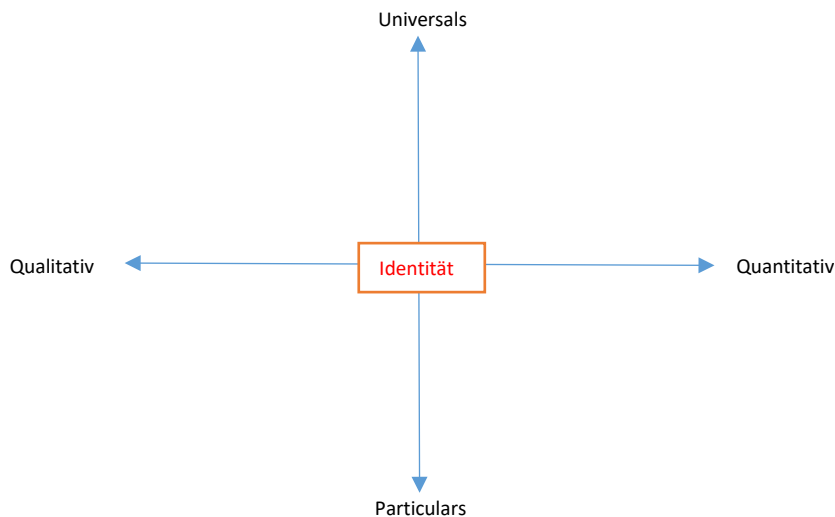 Universals
Qualitativ
Identität
Quantitativ
Particulars